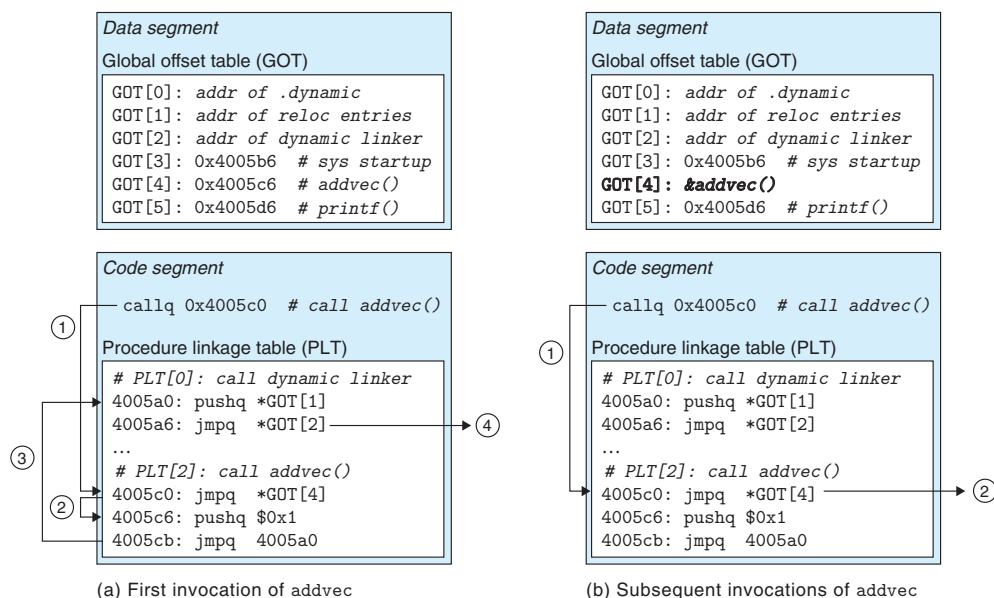 Data segment
Global offset table (GOT)
GOT[0]: addr of .dynamic
GOT[1]: addr of reloc entries
GOT[2]: addr of dynamic linker
GOT[3]: 0x4005b6 # sys startup
GOT[4]: 0x4005c6 # addvec()
GOT[5]: 0x4005d6 # printf()
Code segment
callq 0x4005c0 # call addvec()
1
Procedure linkage table (PLT)
# PLT[0]: call dynamic linker
4005a0: pushq *GOT[1]
4005a6: jmpq *GOT[2]
4
...
3
# PLT[2]: call addvec()
4005c0: jmpq *GOT[4]
2
4005c6: pushq $0x1
4005cb: jmpq 4005a0
(a) First invocation of addvec
Data segment
Global offset table (GOT)
GOT[0]: addr of .dynamic
GOT[1]: addr of reloc entries
GOT[2]: addr of dynamic linker
GOT[3]: 0x4005b6 # sys startup
GOT[4]: &addvec()
GOT[5]: 0x4005d6 # printf()
Code segment
callq 0x4005c0 # call addvec()
1
Procedure linkage table (PLT)
# PLT[0]: call dynamic linker
4005a0: pushq *GOT[1]
4005a6: jmpq *GOT[2]
...
# PLT[2]: call addvec()
4005c0: jmpq *GOT[4]
2
4005c6: pushq $0x1
4005cb: jmpq 4005a0
(b) Subsequent invocations of addvec